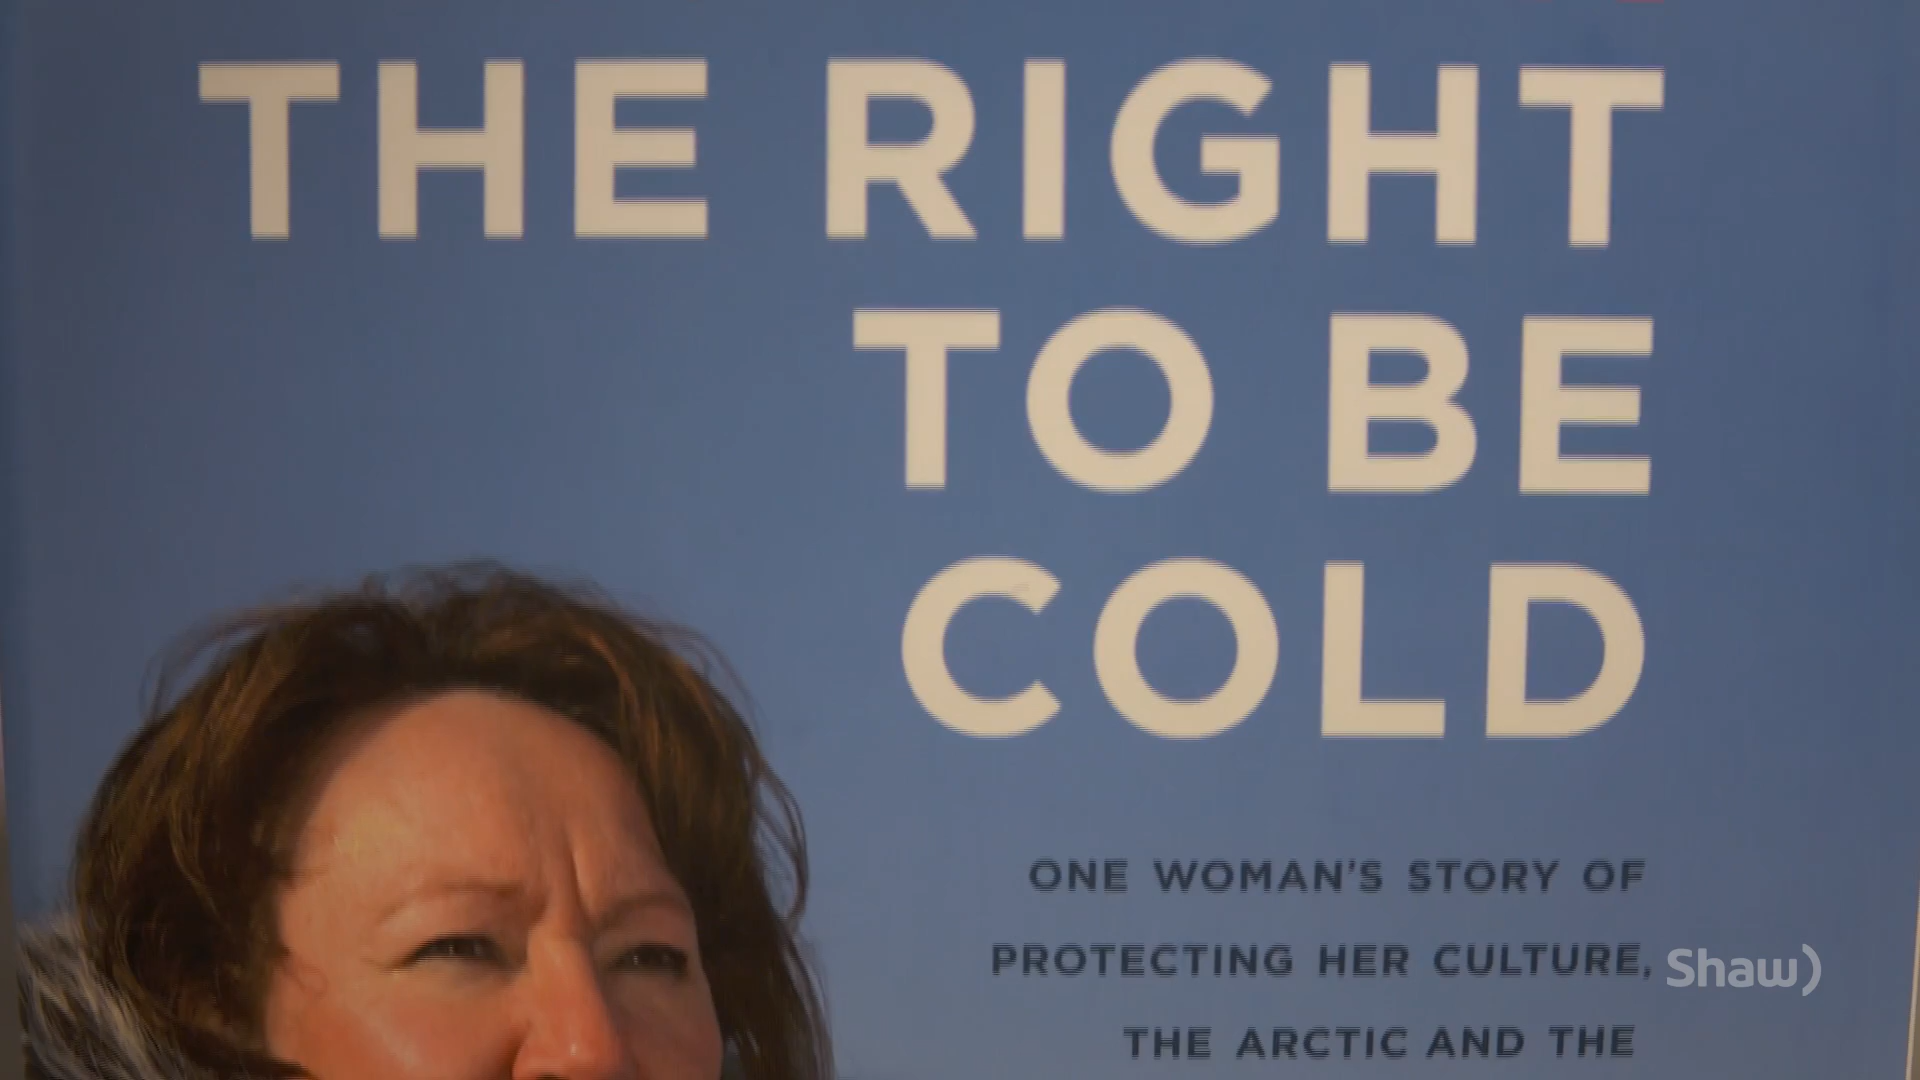 THE RIGHT
TO BE
COLD
ONE WOMAN'S STORY OF
PROTECTING HER CULTURE,
THE ARCTIC AND THE
Shaw)